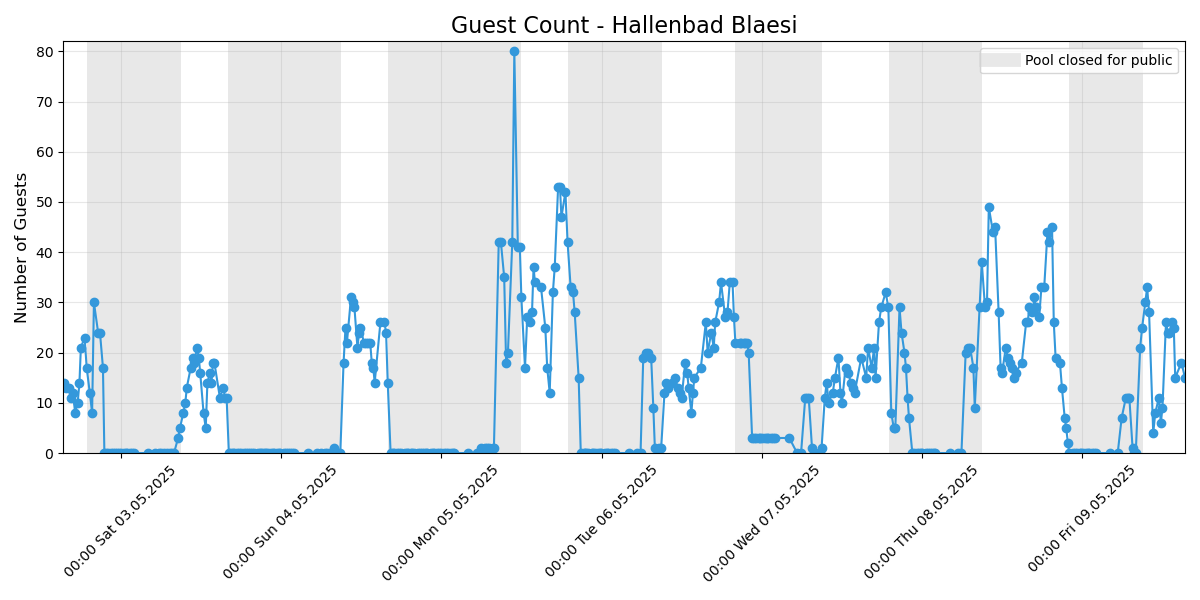 Guest Count - Hallenbad Blaesi
Pool closed for public
Number of Guests
80
70
60
50
40
30
20
10
0
00:00 Sat 03.05.2025
00:00 Sun 04.05.2025
00:00 Mon 05.05.2025
00:00 Tue 06.05.2025
00:00 Wed 07.05.2025
00:00 Thu 08.05.2025
00:00 Fri 09.05.2025